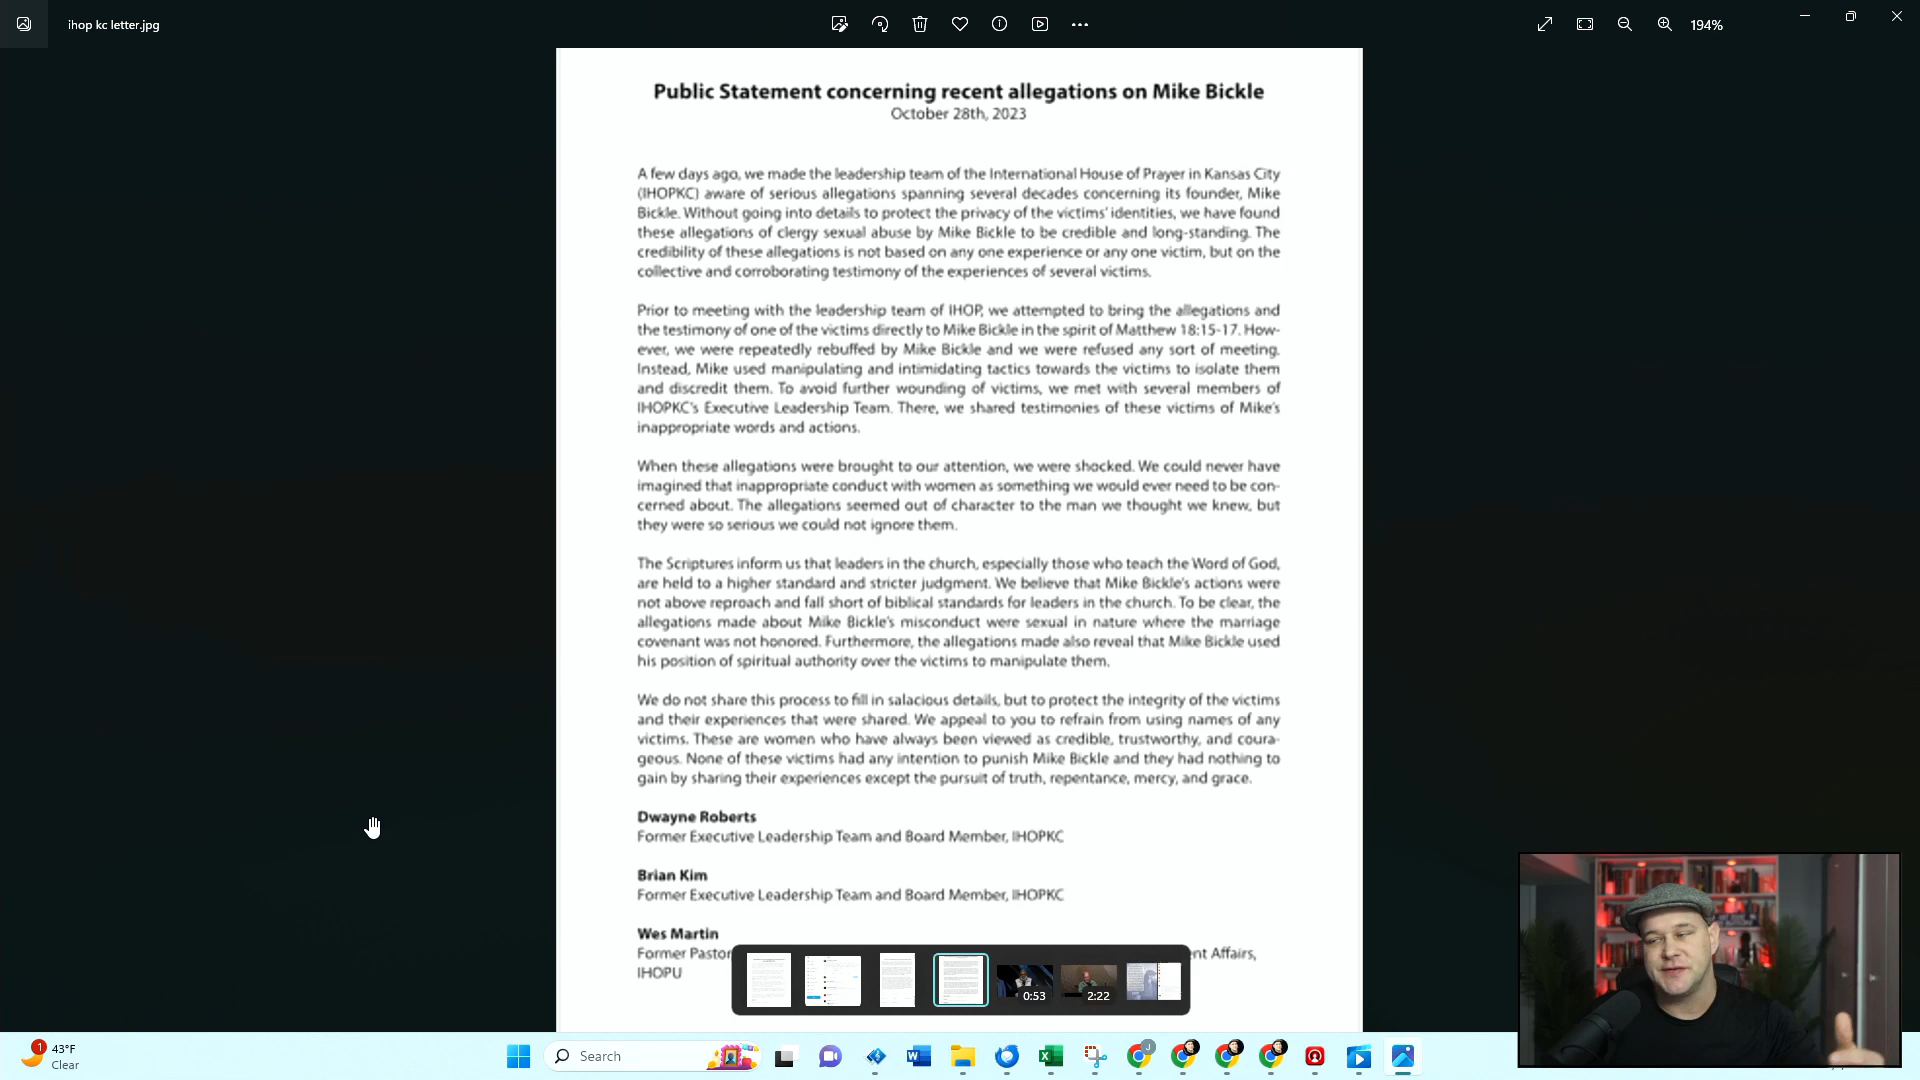 ihop kc letter.jpg
194%
Public Statement concerning recent allegations on Mike Bickle
October 28th, 2023
A few days ago, we made the leadership team of the International House of Prayer in Kansas City
(IHOPKC) aware of serious allegations spanning several decades concerning its founder, Mike
Bickle. Without going into details to protect the privacy of the victims' identities, we have found
these allegations of clergy sexual abuse by Mike Bickle to be credible and long-standing. The
credibility of these allegations is not based on any one experience or any one victim, but on the
collective and corroborating testimony of the experiences of several victims.
Prior to meeting with the leadership team of IHOP, we attempted to bring the allegations and
the testimony of one of the victims directly to Mike Bickle in the spirit of Matthew 18:15-17. How-
ever, we were repeatedly rebuffed by Mike Bickle and we were refused any sort of meeting.
Instead, Mike used manipulating and intimidating tactics towards the victims to isolate them
and discredit them. To avoid further wounding of victims, we met with several members of
IHOPKC's Executive Leadership Team. There, we shared testimonies of these victims of Mike's
inappropriate words and actions.
When these allegations were brought to our attention, we were shocked. We could never have
imagined that inappropriate conduct with women as something we would ever need to be con-
cerned about. The allegations seemed out of character to the man we thought we knew, but
they were so serious we could not ignore them.
The Scriptures inform us that leaders in the church, especially those who teach the Word of God,
are held to a higher standard and stricter judgment. We believe that Mike Bickle's actions were
not above reproach and fall short of biblical standards for leaders in the church. To be clear, the
allegations made about Mike Bickle's misconduct were sexual in nature where the marriage
covenant was not honored. Furthermore, the allegations made also reveal that Mike Bickle used
his position of spiritual authority over the victims to manipulate them.
We do not share this process to fill in salacious details, but to protect the integrity of the victims
and their experiences that were shared. We appeal to you to refrain from using names of any
victims. These are women who have always been viewed as credible, trustworthy, and coura-
geous. None of these victims had any intention to punish Mike Bickle and they had nothing to
gain by sharing their experiences except the pursuit of truth, repentance, mercy, and grace.
Dwayne Roberts
Former Executive Leadership Team and Board Member, IHOPKC
Brian Kim
Former Executive Leadership Team and Board Member, IHOPKC
Wes Martin
Former Pastor nt Affairs,
IHOPU
0:53
2:22
1
43°F
Clear
Search
J